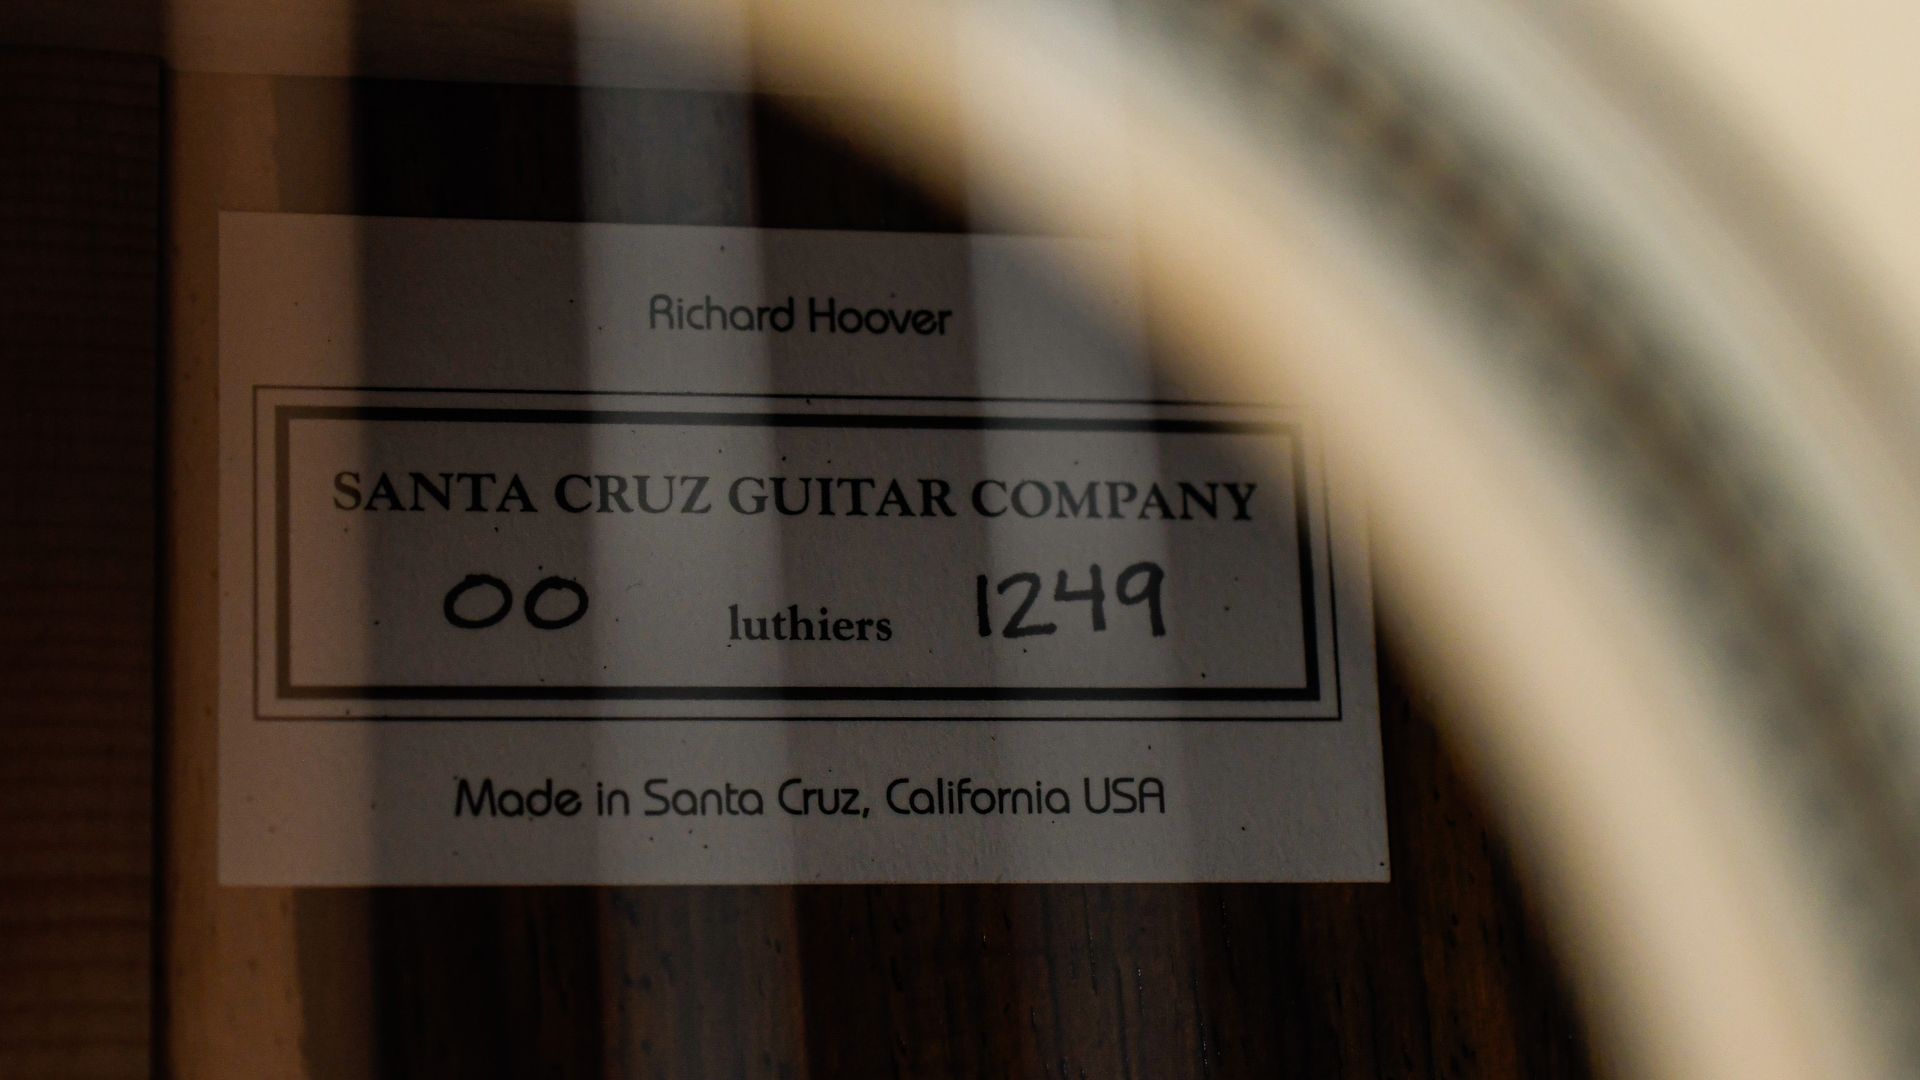 Richard Hoover
SANTA CRUZ GUITAR COMPANY
00 luthiers 1249
Made in Santa Cruz, California USA